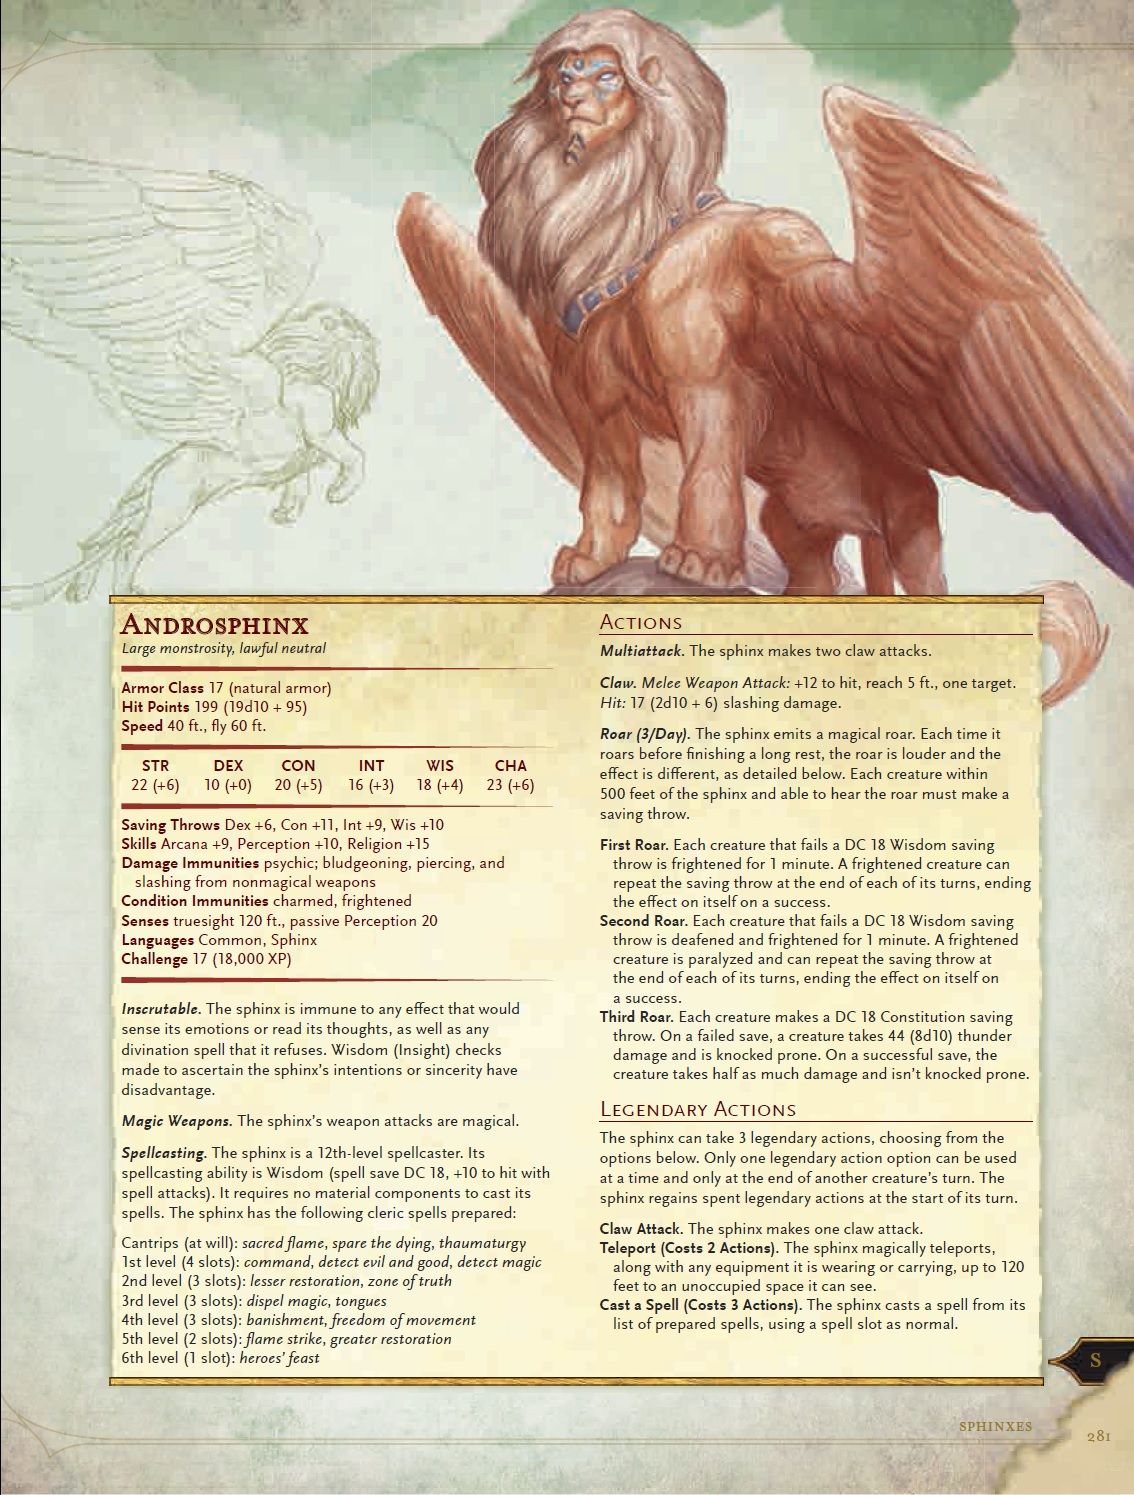 ANDROSPHINX
Large monstrosity, lawful neutral
Armor Class 17 (natural armor)
Hit Points 199 (19d10 + 95)
Speed 40 ft., fly 60 ft.
STR DEX CON INT WIS CHA
22 (+6) 10 (+0) 20 (+5) 16 (+3) 18 (+4) 23 (+6)
Saving Throws Dex +6, Con +11, Int +9, Wis +10
Skills Arcana +9, Perception +10, Religion +15
Damage Immunities psychic; bludgeoning, piercing, and
slashing from nonmagical weapons
Condition Immunities charmed, frightened
Senses truesight 120 ft., passive Perception 20
Languages Common, Sphinx
Challenge 17 (18,000 XP)
Inscrutable. The sphinx is immune to any effect that would
sense its emotions or read its thoughts, as well as any
divination spell that it refuses. Wisdom (Insight) checks
made to ascertain the sphinx's intentions or sincerity have
disadvantage.
Magic Weapons. The sphinx's weapon attacks are magical.
Spellcasting. The sphinx is a 12th-level spellcaster. Its
spellcasting ability is Wisdom (spell save DC 18, +10 to hit with
spell attacks). It requires no material components to cast its
spells. The sphinx has the following cleric spells prepared:
Cantrips (at will): sacred flame, spare the dying, thaumaturgy
1st level (4 slots): command, detect evil and good, detect magic
2nd level (3 slots): lesser restoration, zone of truth
3rd level (3 slots): dispel magic, tongues
4th level (3 slots): banishment, freedom of movement
5th level (2 slots): flame strike, greater restoration
6th level (1 slot): heroes' feast
ACTIONS
Multiattack. The sphinx makes two claw attacks.
Claw. Melee Weapon Attack: +12 to hit, reach 5 ft., one target.
Hit: 17 (2d10 + 6) slashing damage.
Roar (3/Day). The sphinx emits a magical roar. Each time it
roars before finishing a long rest, the roar is louder and the
effect is different, as detailed below. Each creature within
500 feet of the sphinx and able to hear the roar must make a
saving throw.
First Roar. Each creature that fails a DC 18 Wisdom saving
throw is frightened for 1 minute. A frightened creature can
repeat the saving throw at the end of each of its turns, ending
the effect on itself on a success.
Second Roar. Each creature that fails a DC 18 Wisdom saving
throw is deafened and frightened for 1 minute. A frightened
creature is paralyzed and can repeat the saving throw at
the end of each of its turns, ending the effect on itself on
a success.
Third Roar. Each creature makes a DC 18 Constitution saving
throw. On a failed save, a creature takes 44 (8d10) thunder
damage and is knocked prone. On a successful save, the
creature takes half as much damage and isn't knocked prone.
LEGENDARY ACTIONS
The sphinx can take 3 legendary actions, choosing from the
options below. Only one legendary action option can be used
at a time and only at the end of another creature's turn. The
sphinx regains spent legendary actions at the start of its turn.
Claw Attack. The sphinx makes one claw attack.
Teleport (Costs 2 Actions). The sphinx magically teleports,
along with any equipment it is wearing or carrying, up to 120
feet to an unoccupied space it can see.
Cast a Spell (Costs 3 Actions). The sphinx casts a spell from its
list of prepared spells, using a spell slot as normal.
S
SPHINXES
281